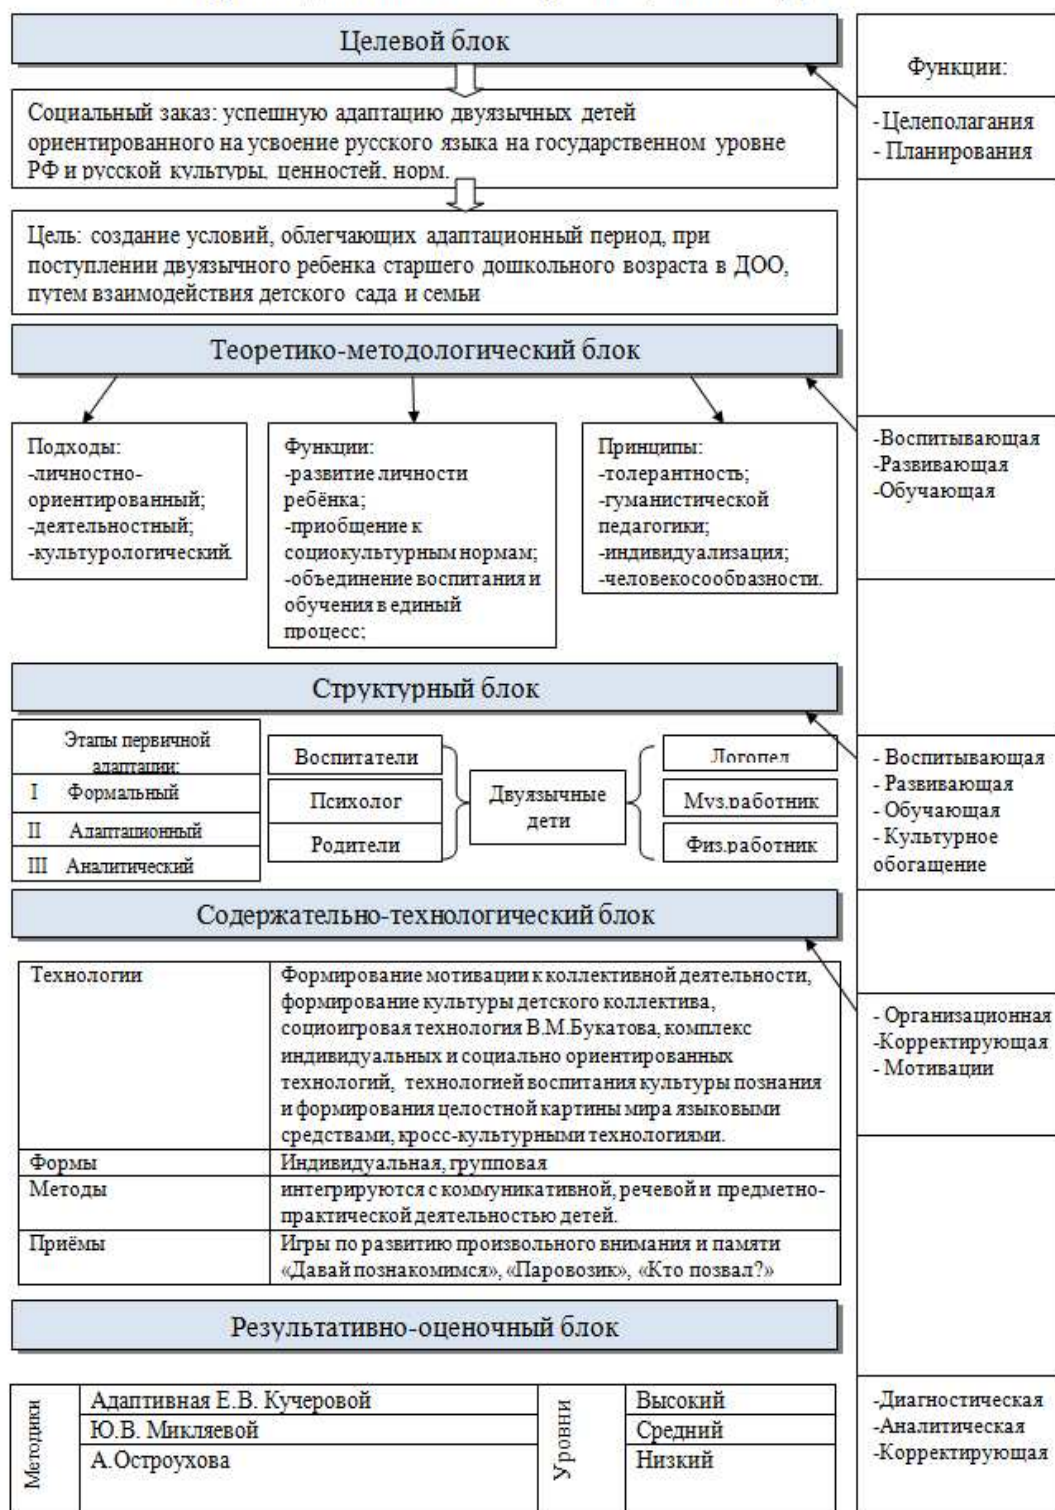 Целевой блок
Функции:
Социальный заказ: успешную адаптацию двуязычных детей
ориентированного на усвоение русского языка на государственном уровне
РФ и русской культуры, ценностей, норм.
- Целеполагания
- Планирования
Цель: создание условий, облегчающих адаптационный период, при
поступлении двуязычного ребенка старшего дошкольного возраста в ДОО,
путем взаимодействия детского сада и семьи
Теоретико-методологический блок
Подходы:
-личностно-
ориентированный;
-деятельностный;
-культурологический.
Функции:
-развитие личности
ребёнка;
-приобщение к
социокультурным нормам;
-объединение воспитания и
обучения в единый
процесс;
Принципы:
-толерантность;
-гуманистической
педагогики;
-индивидуализация;
-человекосообразности.
-Воспитывающая
-Развивающая
-Обучающая
Структурный блок
Этапы первичной
адаптации:
I Формальный
II Адаптационный
III Аналитический
Воспитатели
Психолог
Родители
Двуязычные
дети
Логопед
Муз.работник
Физ.работник
- Воспитывающая
- Развивающая
- Обучающая
- Культурное
обогащение
Содержательно-технологический блок
Технологии
Формирование мотивации к коллективной деятельности,
формирование культуры детского коллектива,
социоигровая технология В.М.Букатова, комплекс
индивидуальных и социально ориентированных
технологий, технологией воспитания культуры познания
и формирования целостной картины мира языковыми
средствами, кросс-культурными технологиями.
Формы
Индивидуальная, групповая
Методы
интегрируются с коммуникативной, речевой и предметно-
практической деятельностью детей.
Приёмы
Игры по развитию произвольного внимания и памяти
«Давай познакомимся», «Паровозик», «Кто позвал?»
- Организационная
-Корректирующая
- Мотивации
Результативно-оценочный блок
Методики
Адаптивная Е.В. Кучеровой
Ю.В. Микляевой
А.Остроухова
Уровни
Высокий
Средний
Низкий
-Диагностическая
-Аналитическая
-Корректирующая